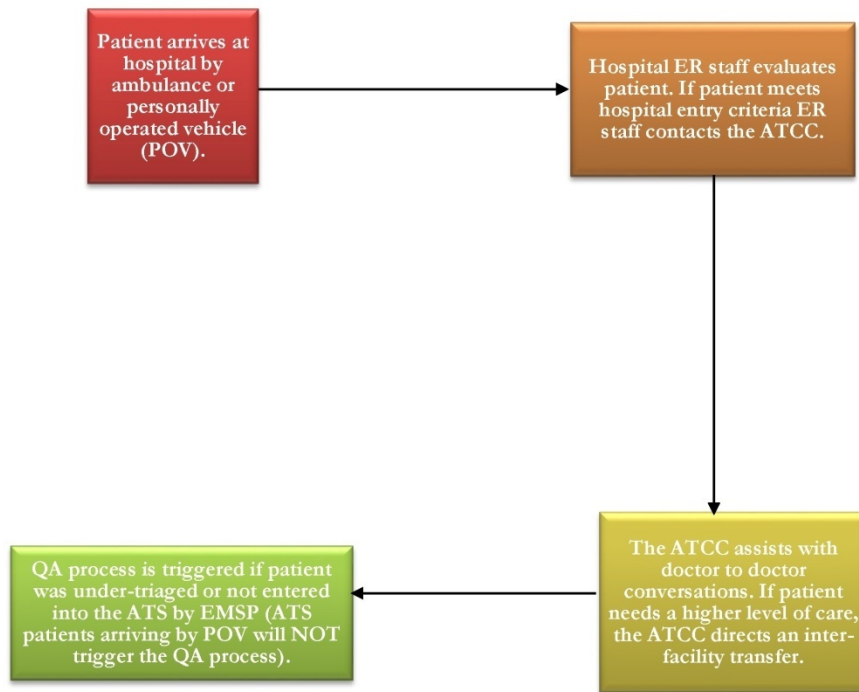 Patient arrives at
hospital by
ambulance or
personally
operated vehicle
(POV).
Hospital ER staff evaluates
patient. If patient meets
hospital entry criteria ER
staff contacts the ATCC.
The ATCC assists with
doctor to doctor
conversations. If patient
needs a higher level of care,
the ATCC directs an inter-
facility transfer.
QA process is triggered if patient
was under-triaged or not entered
into the ATS by EMSP (ATS
patients arriving by POV will NOT
trigger the QA process).